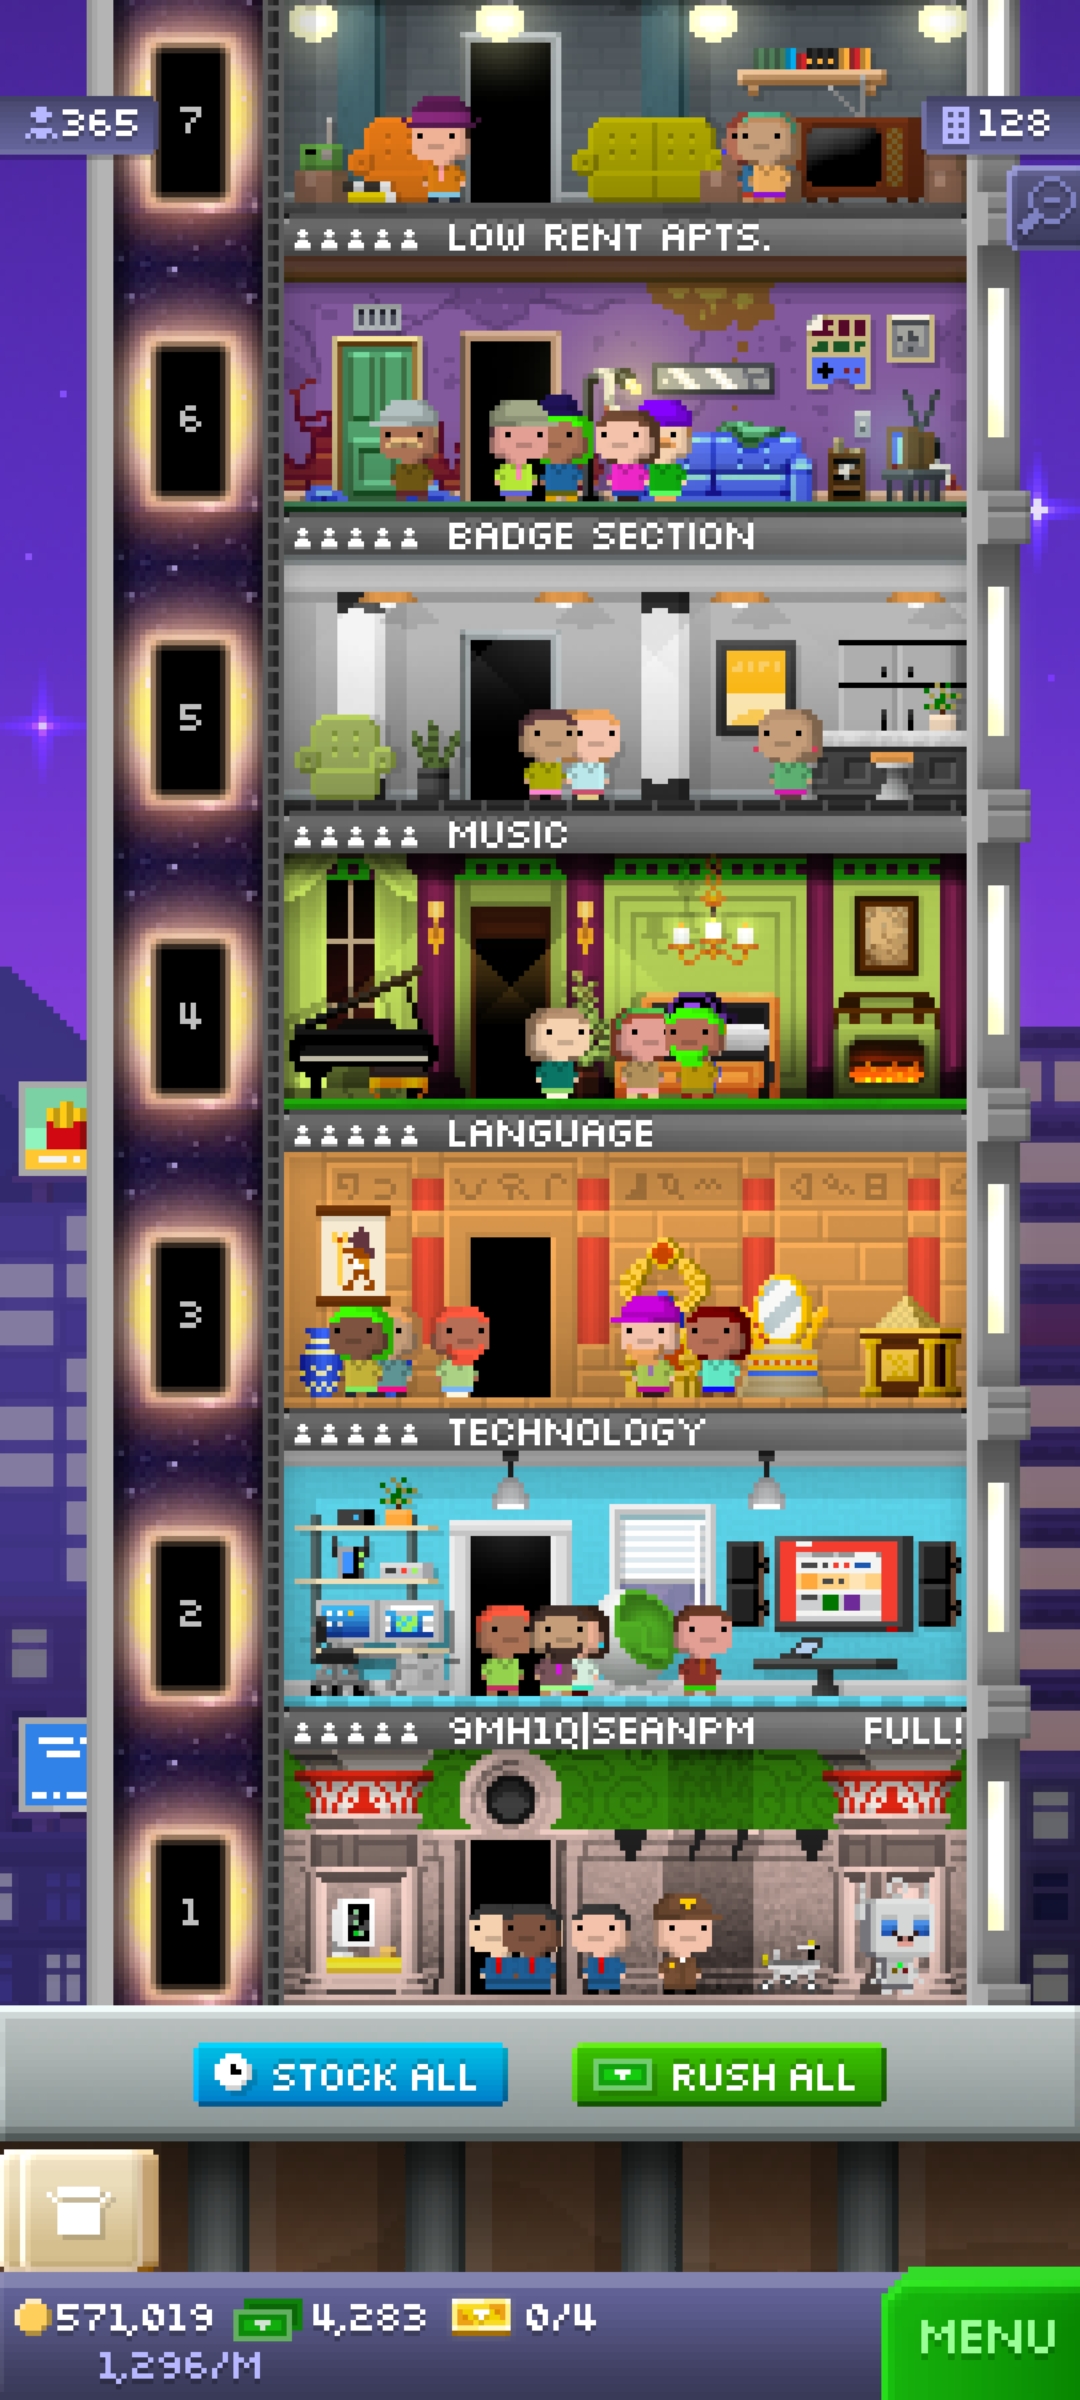 7
365
128
LOW RENT APTS.
6
BADGE SECTION
5
MUSIC
4
LANGUAGE
3
TECHNOLOGY
2
9MH1Q|SEANPM FULL!
1
STOCK ALL
RUSH ALL
571,019 4,283 0/4
1,296/M
MENU